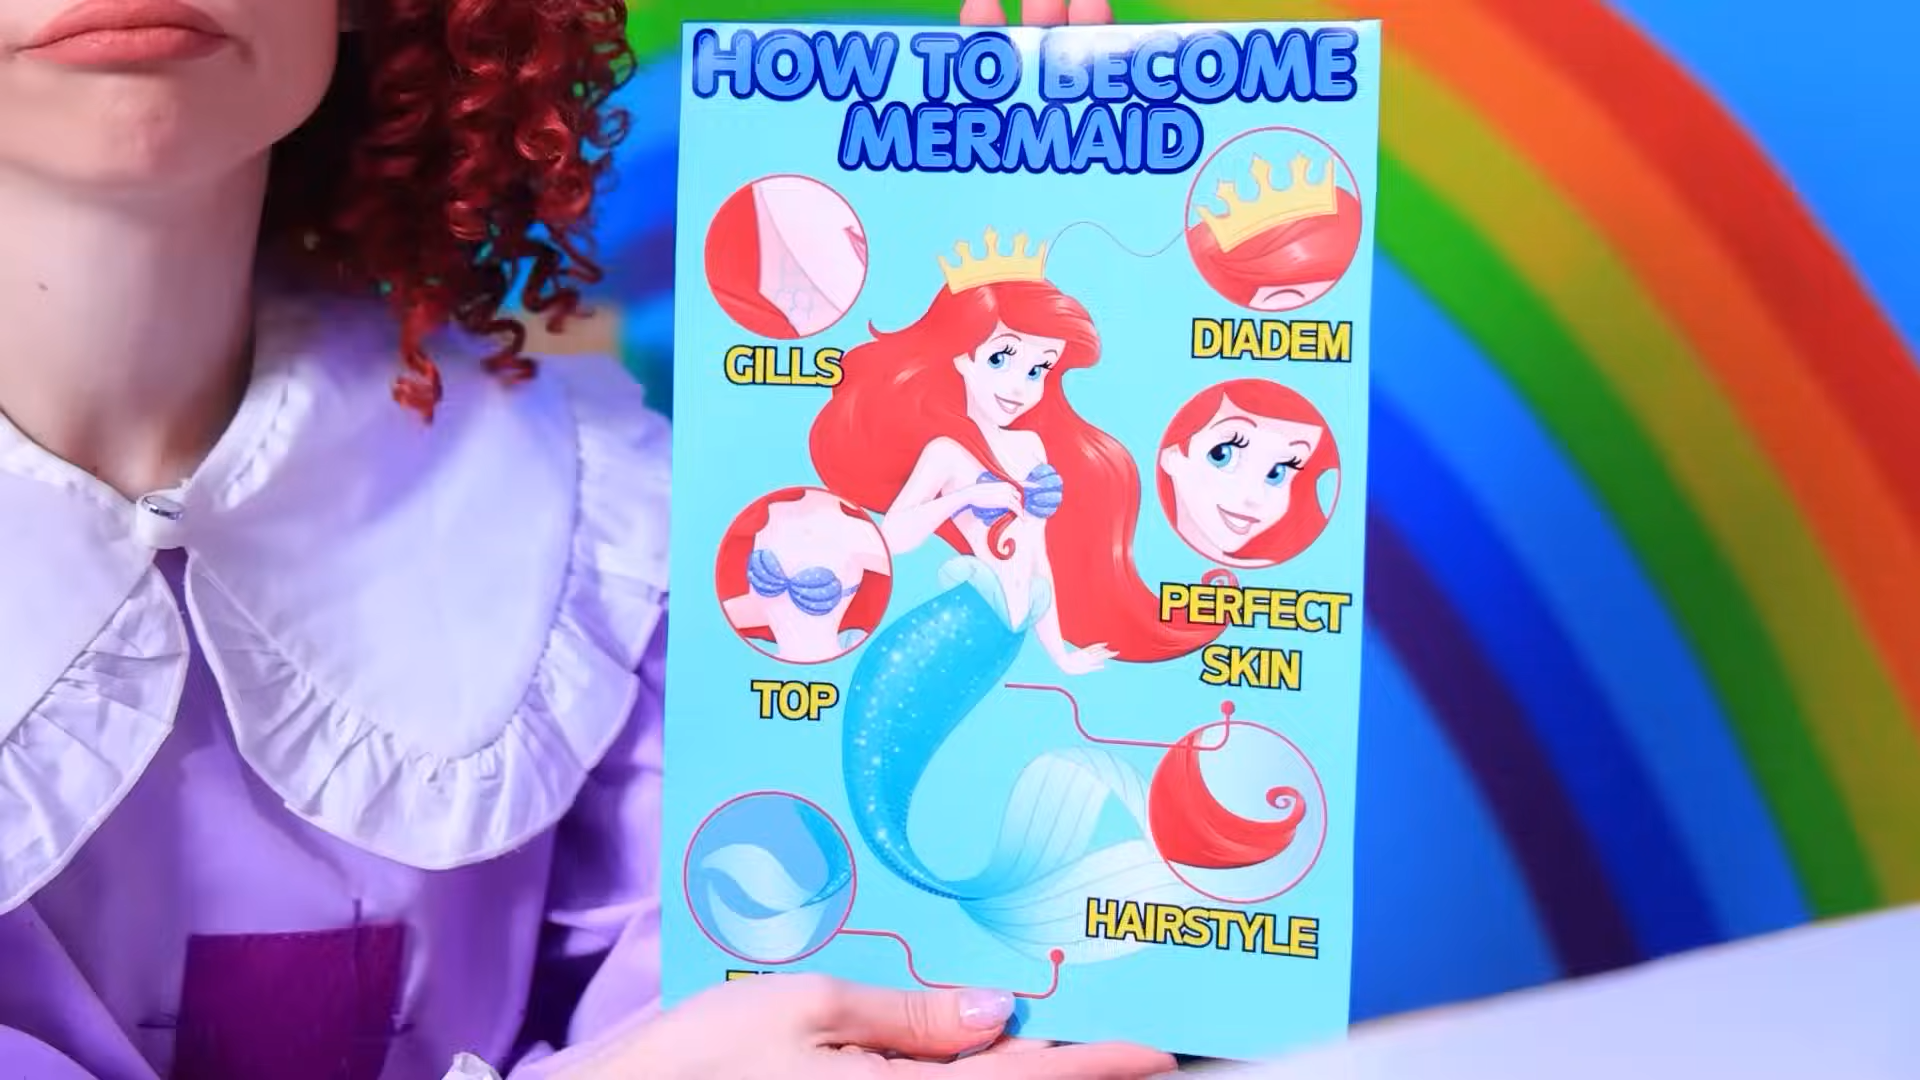 HOW TO BECOME
MERMAID
GILLS
DIADEM
TOP
PERFECT
SKIN
HAIRSTYLE